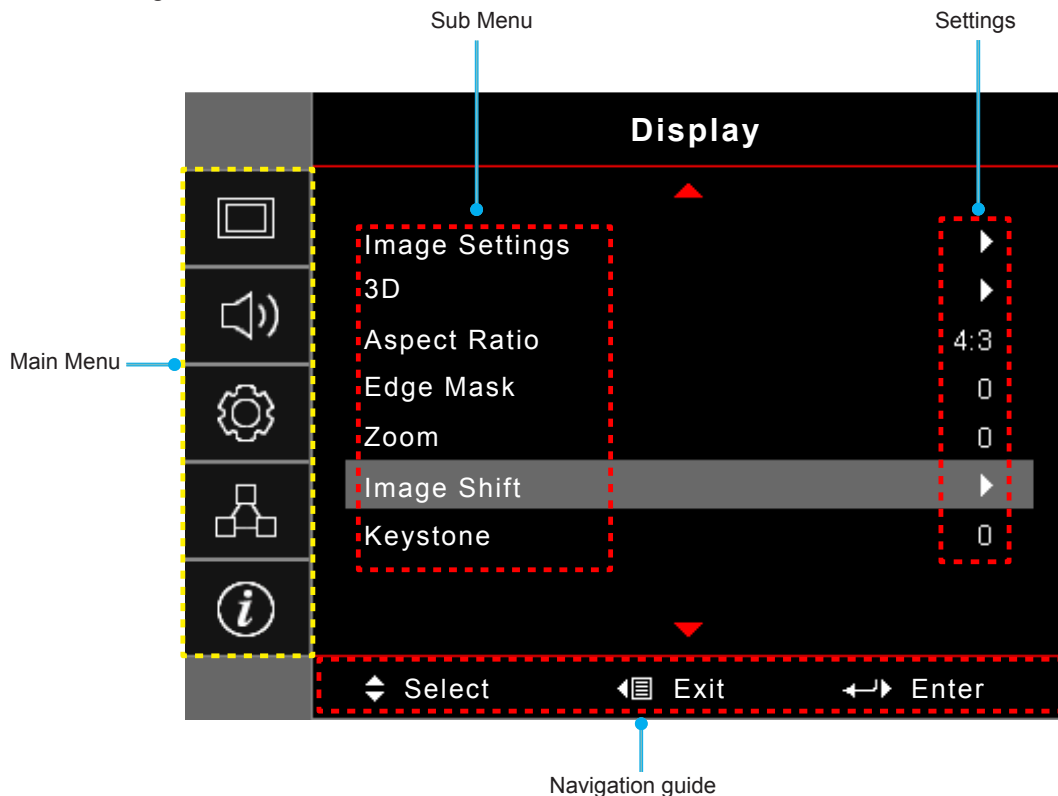 Sub Menu Settings
Display
Image Settings
3D
Aspect Ratio 4:3
Main Menu
Edge Mask 0
Zoom 0
Image Shift
Keystone 0
i
Select Exit Enter
Navigation guide